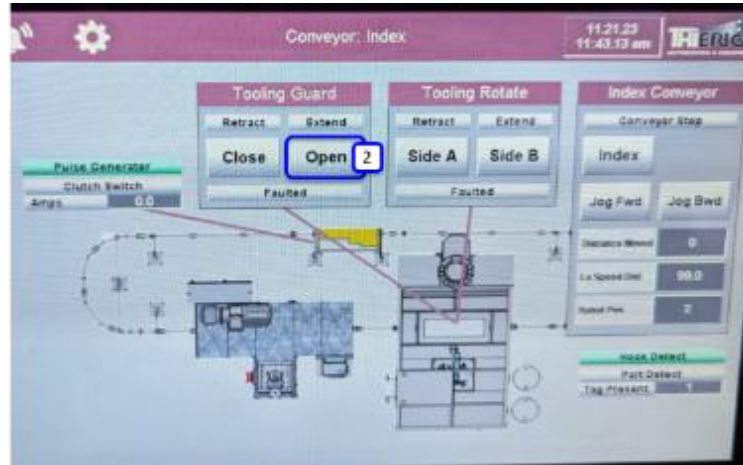 Conveyor: Index
11.21.23
11:43:13 am
Tooling Guard
Retract Extend
Close Open 2
Faulted
Tooling Rotate
Retract Extend
Side A Side B
Faulted
Index Conveyor
Conveyor Stop
Index
Jog Fwd Jog Bwd
Distance Moved 0
Lo Speed Dist 99.0
Robot Pos 2
Pulse Generator
Clutch Switch
Amps 0.0
Hook Detect
Part Detect
Tag Present 1